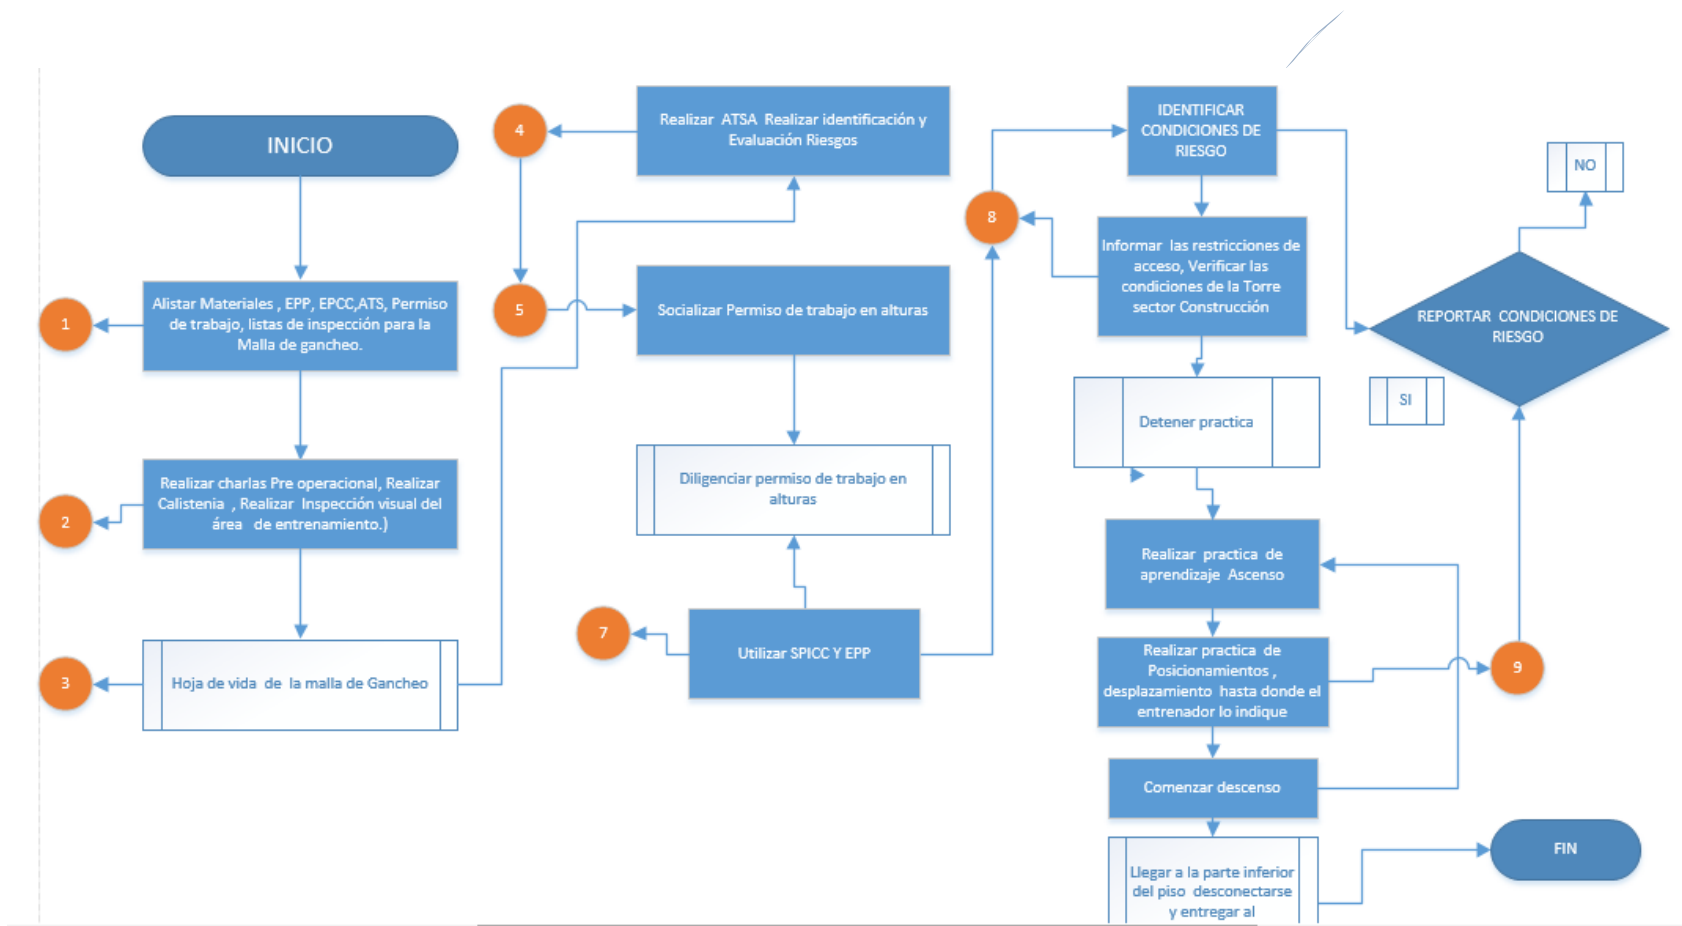 INICIO
1
Alistar Materiales , EPP, EPCC,ATS, Permiso
de trabajo, listas de inspección para la
Malla de gancheo.
2
Realizar charlas Pre operacional, Realizar
Calistenia , Realizar Inspección visual del
área de entrenamiento.)
3
Hoja de vida de la malla de Gancheo
4
Realizar ATSA Realizar identificación y
Evaluación Riesgos
5
Socializar Permiso de trabajo en alturas
Diligenciar permiso de trabajo en
alturas
7
Utilizar SPICC Y EPP
8
IDENTIFICAR
CONDICIONES DE
RIESGO
Informar las restricciones de
acceso, Verificar las
condiciones de la Torre
sector Construcción
Detener practica
Realizar practica de
aprendizaje Ascenso
Realizar practica de
Posicionamientos ,
desplazamiento hasta donde el
entrenador lo indique
Comenzar descenso
Llegar a la parte inferior
del piso desconectarse
y entregar al
NO
REPORTAR CONDICIONES DE
RIESGO
SI
9
FIN